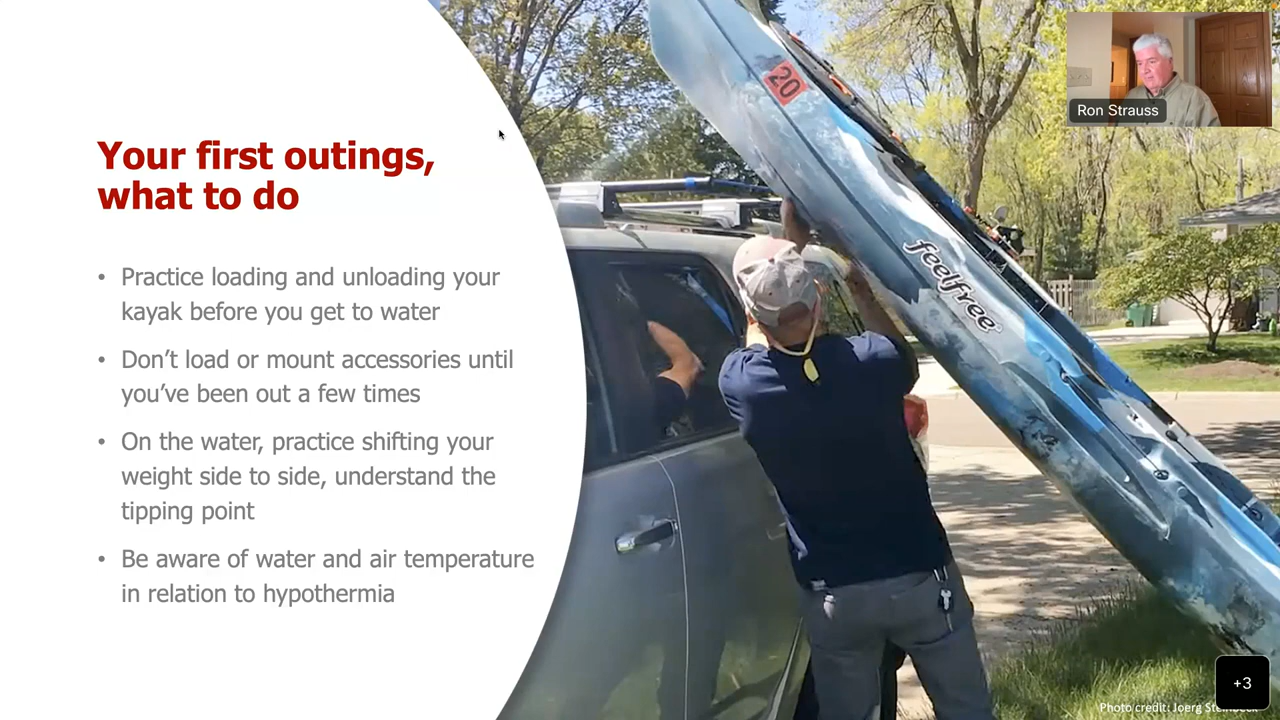 Your first outings,
what to do
• Practice loading and unloading your
kayak before you get to water
• Don’t load or mount accessories until
you’ve been out a few times
• On the water, practice shifting your
weight side to side, understand the
tipping point
• Be aware of water and air temperature
in relation to hypothermia
20
feelfree
Ron Strauss
+3
Photo credit: Joerg